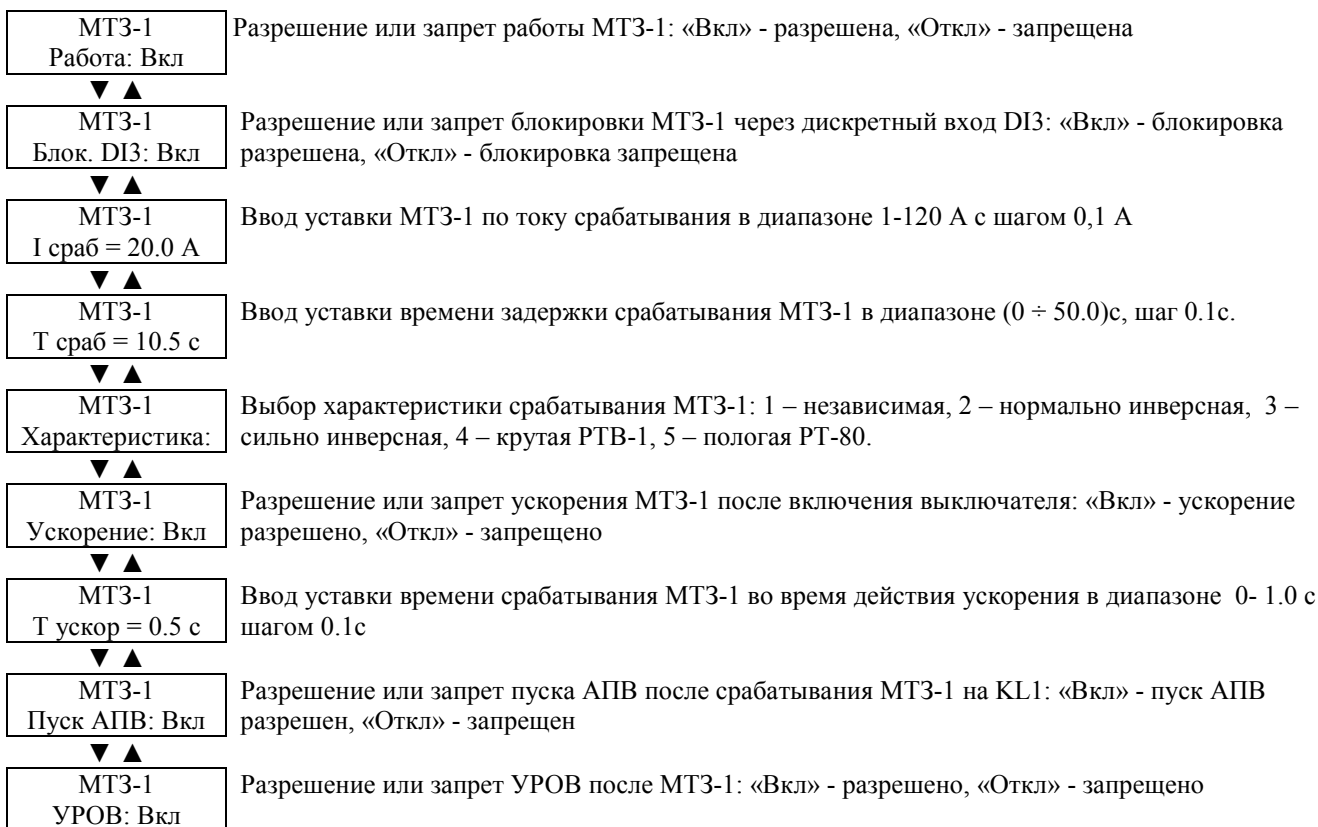 МТЗ-1
Работа: Вкл
Разрешение или запрет работы МТЗ-1: «Вкл» - разрешена, «Откл» - запрещена
▼ ▲
МТЗ-1
Блок. DI3: Вкл
Разрешение или запрет блокировки МТЗ-1 через дискретный вход DI3: «Вкл» - блокировка
разрешена, «Откл» - блокировка запрещена
▼ ▲
МТЗ-1
I сраб = 20.0 А
Ввод уставки МТЗ-1 по току срабатывания в диапазоне 1-120 А с шагом 0,1 А
▼ ▲
МТЗ-1
Т сраб = 10.5 с
Ввод уставки времени задержки срабатывания МТЗ-1 в диапазоне (0 ÷ 50.0)с, шаг 0.1с.
▼ ▲
МТЗ-1
Характеристика:
Выбор характеристики срабатывания МТЗ-1: 1 – независимая, 2 – нормально инверсная, 3 –
сильно инверсная, 4 – крутая РТВ-1, 5 – пологая РТ-80.
▼ ▲
МТЗ-1
Ускорение: Вкл
Разрешение или запрет ускорения МТЗ-1 после включения выключателя: «Вкл» - ускорение
разрешено, «Откл» - запрещено
▼ ▲
МТЗ-1
Т ускор = 0.5 с
Ввод уставки времени срабатывания МТЗ-1 во время действия ускорения в диапазоне 0- 1.0 с
шагом 0.1с
▼ ▲
МТЗ-1
Пуск АПВ: Вкл
Разрешение или запрет пуска АПВ после срабатывания МТЗ-1 на KL1: «Вкл» - пуск АПВ
разрешен, «Откл» - запрещен
▼ ▲
МТЗ-1
УРОВ: Вкл
Разрешение или запрет УРОВ после МТЗ-1: «Вкл» - разрешено, «Откл» - запрещено